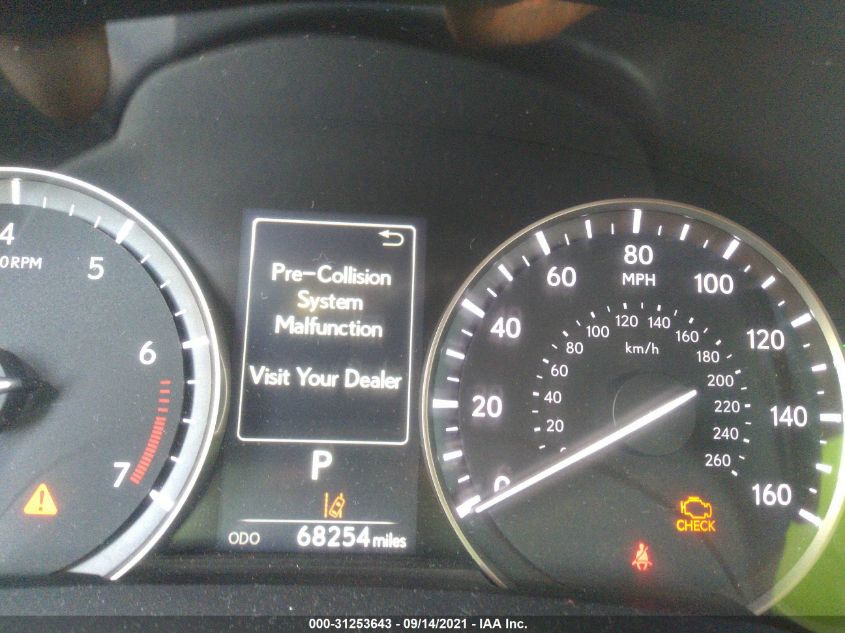 4
5
0RPM
6
7
Pre-Collision
System
Malfunction
Visit Your Dealer
P
ODO 68254 miles
0
20
40
60
80
100
120
140
160
MPH
20
40
60
80
100
120
140
160
180
200
220
240
260
km/h
CHECK
000-31253643 - 09/14/2021 - IAA Inc.